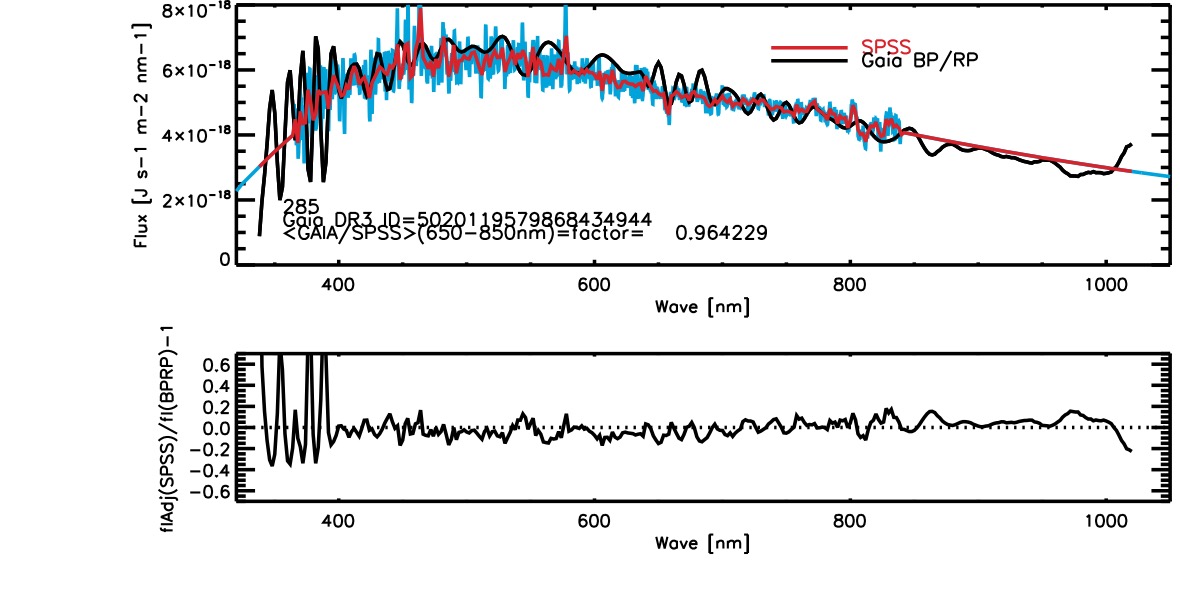 8×10⁻¹⁸
6×10⁻¹⁸
4×10⁻¹⁸
2×10⁻¹⁸
0
Flux [J s−1 m−2 nm−1]
SPSS
Gaia BP/RP
285
Gaia DR3 ID=5020119579868434944
<GAIA/SPSS>(650−850nm)=factor= 0.964229
400 600 800 1000
Wave [nm]
flAdj(SPSS)/fl(BPRP)−1
0.6
0.4
0.2
0.0
−0.2
−0.4
−0.6
400 600 800 1000
Wave [nm]